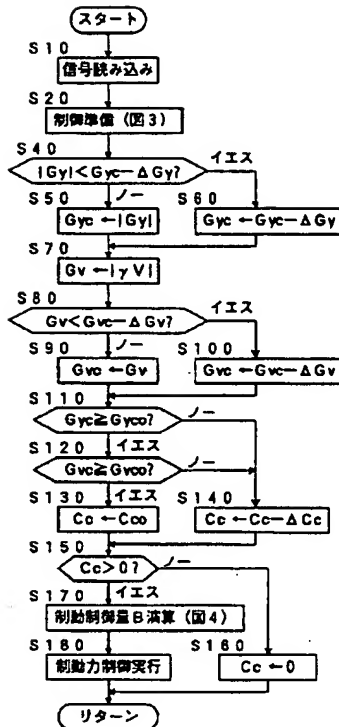 スタート
S10
信号読み込み
S20
制御準備(図3)
S40
|Gy|<Gyc−ΔGy?
イエス
ノー
S50
Gyc←|Gy|
S60
Gyc←Gyc−ΔGy
S70
Gv←|γV|
S80
Gv<Gvc−ΔGv?
イエス
ノー
S90
Gvc←Gv
S100
Gvc←Gvc−ΔGv
S110
Gyc≧Gyco?
ノー
イエス
S120
Gvc≧Gvco?
ノー
イエス
S130
Cc←Cco
S140
Cc←Cc−ΔCc
S150
Cc>0?
ノー
イエス
S170
制動制御量B演算(図4)
S180
制動力制御実行
S160
Cc←0
リターン